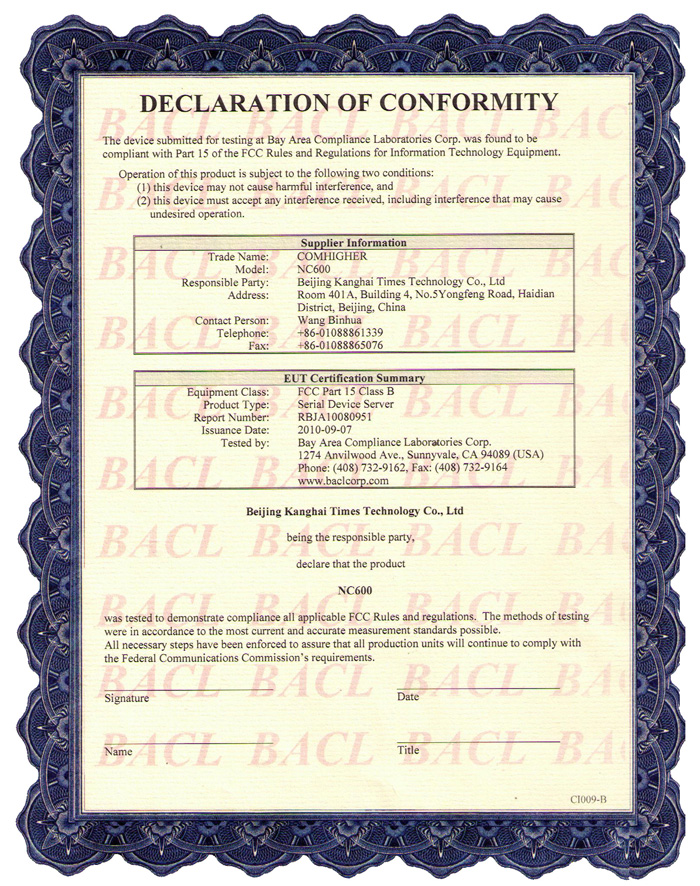 DECLARATION OF CONFORMITY
The device submitted for testing at Bay Area Compliance Laboratories Corp. was found to be
compliant with Part 15 of the FCC Rules and Regulations for Information Technology Equipment.
Operation of this product is subject to the following two conditions:
(1) this device may not cause harmful interference, and
(2) this device must accept any interference received, including interference that may cause
undesired operation.
Supplier Information
Trade Name: COMHIGHER
Model: NC600
Responsible Party: Beijing Kanghai Times Technology Co., Ltd
Address: Room 401A, Building 4, No.5Yongfeng Road, Haidian
District, Beijing, China
Contact Person: Wang Binhua
Telephone: +86-01088861339
Fax: +86-01088865076
EUT Certification Summary
Equipment Class: FCC Part 15 Class B
Product Type: Serial Device Server
Report Number: RBJA10080951
Issuance Date: 2010-09-07
Tested by: Bay Area Compliance Laboratories Corp.
1274 Anvilwood Ave., Sunnyvale, CA 94089 (USA)
Phone: (408) 732-9162, Fax: (408) 732-9164
www.baclcorp.com
Beijing Kanghai Times Technology Co., Ltd
being the responsible party,
declare that the product
NC600
was tested to demonstrate compliance all applicable FCC Rules and regulations. The methods of testing
were in accordance to the most current and accurate measurement standards possible.
All necessary steps have been enforced to assure that all production units will continue to comply with
the Federal Communications Commission's requirements.
Signature Date
Name Title
CI009-B
BACL BACL BACL BAC